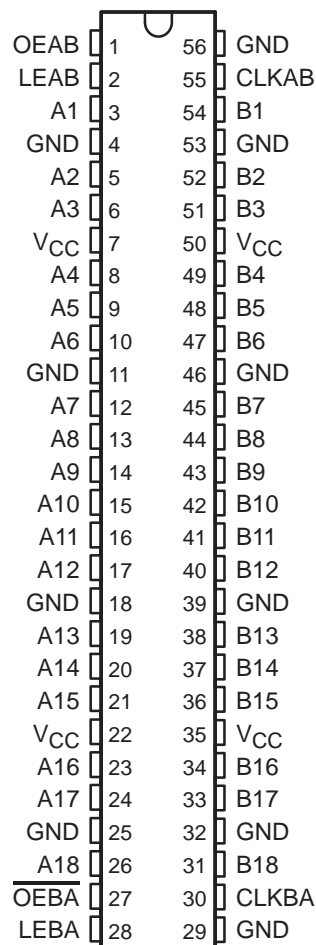 OEAB 1 56 GND
LEAB 2 55 CLKAB
A1 3 54 B1
GND 4 53 GND
A2 5 52 B2
A3 6 51 B3
VCC 7 50 VCC
A4 8 49 B4
A5 9 48 B5
A6 10 47 B6
GND 11 46 GND
A7 12 45 B7
A8 13 44 B8
A9 14 43 B9
A10 15 42 B10
A11 16 41 B11
A12 17 40 B12
GND 18 39 GND
A13 19 38 B13
A14 20 37 B14
A15 21 36 B15
VCC 22 35 VCC
A16 23 34 B16
A17 24 33 B17
GND 25 32 GND
A18 26 31 B18
O̅E̅B̅A̅ 27 30 CLKBA
LEBA 28 29 GND